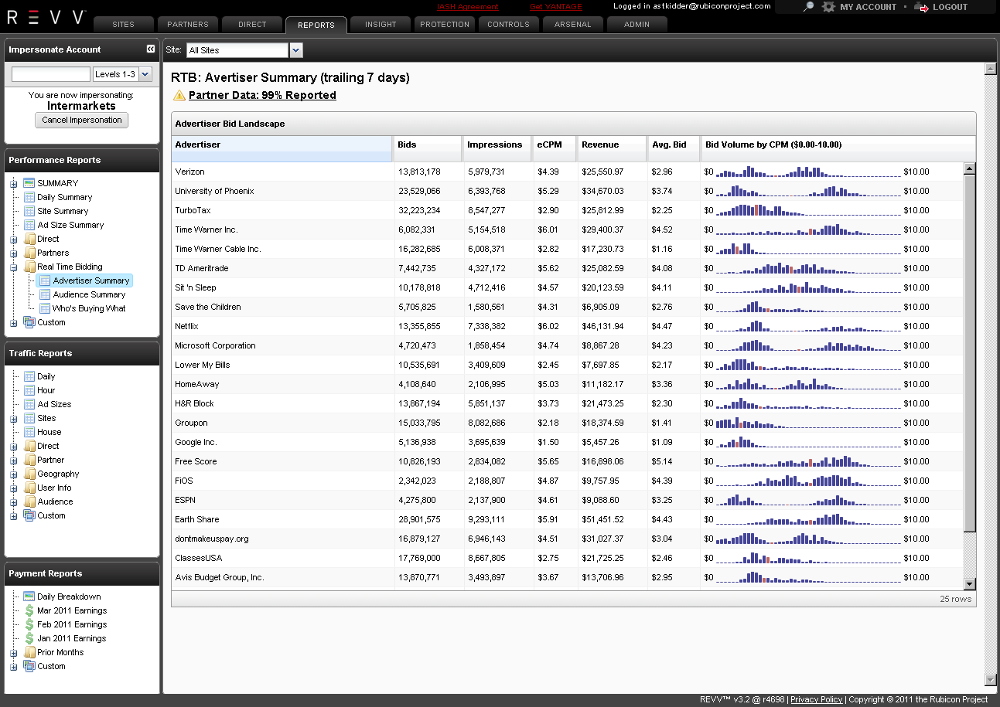 IASH Agreement Get VANTAGE Logged in astkidder@rubiconproject.com MY ACCOUNT • LOGOUT
REVV™
SITES PARTNERS DIRECT REPORTS INSIGHT PROTECTION CONTROLS ARSENAL ADMIN
Impersonate Account
Levels 1-3
You are now impersonating:
Intermarkets
Cancel Impersonation
Performance Reports
SUMMARY
Daily Summary
Site Summary
Ad Size Summary
Direct
Partners
Real Time Bidding
Advertiser Summary
Audience Summary
Who's Buying What
Custom
Traffic Reports
Daily
Hour
Ad Sizes
Sites
House
Direct
Partner
Geography
User Info
Audience
Custom
Payment Reports
Daily Breakdown
Mar 2011 Earnings
Feb 2011 Earnings
Jan 2011 Earnings
Prior Months
Custom
Site: All Sites
RTB: Avertiser Summary (trailing 7 days)
Partner Data: 99% Reported
Advertiser Bid Landscape
Advertiser Bids Impressions eCPM Revenue Avg. Bid Bid Volume by CPM ($0.00-10.00)
Verizon 13,813,178 5,979,731 $4.39 $25,550.97 $2.96 $0 $10.00
University of Phoenix 23,529,066 6,393,768 $5.29 $34,670.03 $3.74 $0 $10.00
TurboTax 32,223,234 8,547,277 $2.90 $25,812.99 $2.25 $0 $10.00
Time Warner Inc. 6,082,331 5,154,518 $6.01 $29,400.37 $4.52 $0 $10.00
Time Warner Cable Inc. 16,282,685 6,008,371 $2.82 $17,230.73 $1.16 $0 $10.00
TD Ameritrade 7,442,735 4,327,172 $5.62 $25,082.59 $4.08 $0 $10.00
Sit 'n Sleep 10,178,818 4,712,416 $4.57 $20,123.59 $4.11 $0 $10.00
Save the Children 5,705,825 1,580,561 $4.31 $6,905.09 $2.76 $0 $10.00
Netflix 13,355,855 7,338,382 $6.02 $46,131.94 $4.47 $0 $10.00
Microsoft Corporation 4,720,473 1,858,454 $4.74 $8,867.28 $4.23 $0 $10.00
Lower My Bills 10,535,691 3,409,609 $2.45 $7,697.85 $2.17 $0 $10.00
HomeAway 4,108,640 2,106,995 $5.03 $11,182.17 $3.36 $0 $10.00
H&R Block 13,867,194 5,851,137 $3.73 $21,473.25 $2.30 $0 $10.00
Groupon 15,033,795 8,082,686 $2.18 $18,374.59 $1.41 $0 $10.00
Google Inc. 5,136,938 3,695,639 $1.50 $5,457.26 $1.09 $0 $10.00
Free Score 10,826,193 2,834,082 $5.65 $16,898.06 $5.14 $0 $10.00
FiOS 2,342,023 2,188,807 $4.87 $9,757.95 $4.39 $0 $10.00
ESPN 4,275,800 2,137,900 $4.61 $9,088.60 $3.25 $0 $10.00
Earth Share 28,901,575 9,293,111 $5.91 $51,451.52 $4.43 $0 $10.00
dontmakeuspay.org 16,879,127 6,946,143 $4.51 $31,027.37 $3.04 $0 $10.00
ClassesUSA 17,769,000 8,667,805 $2.75 $21,725.25 $2.46 $0 $10.00
Avis Budget Group, Inc. 13,870,771 3,493,897 $3.67 $13,706.96 $2.95 $0 $10.00
25 rows
REVV™ v3.2 @ r4698 | Privacy Policy | Copyright © 2011 the Rubicon Project